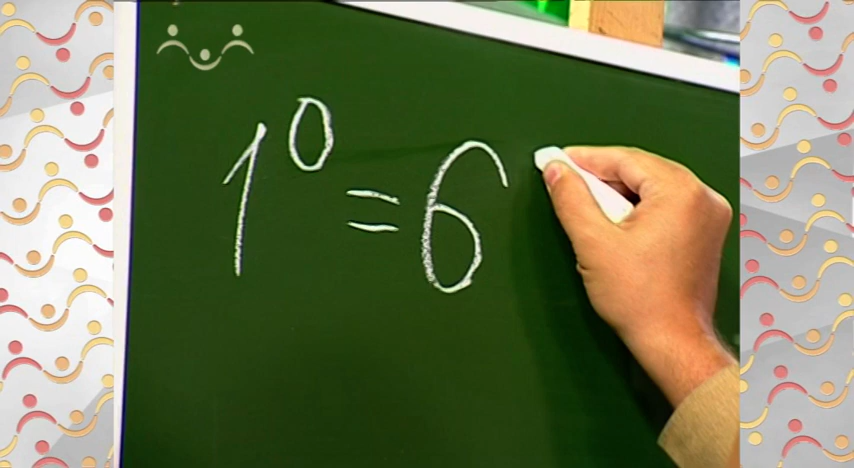 1⁰ = 6